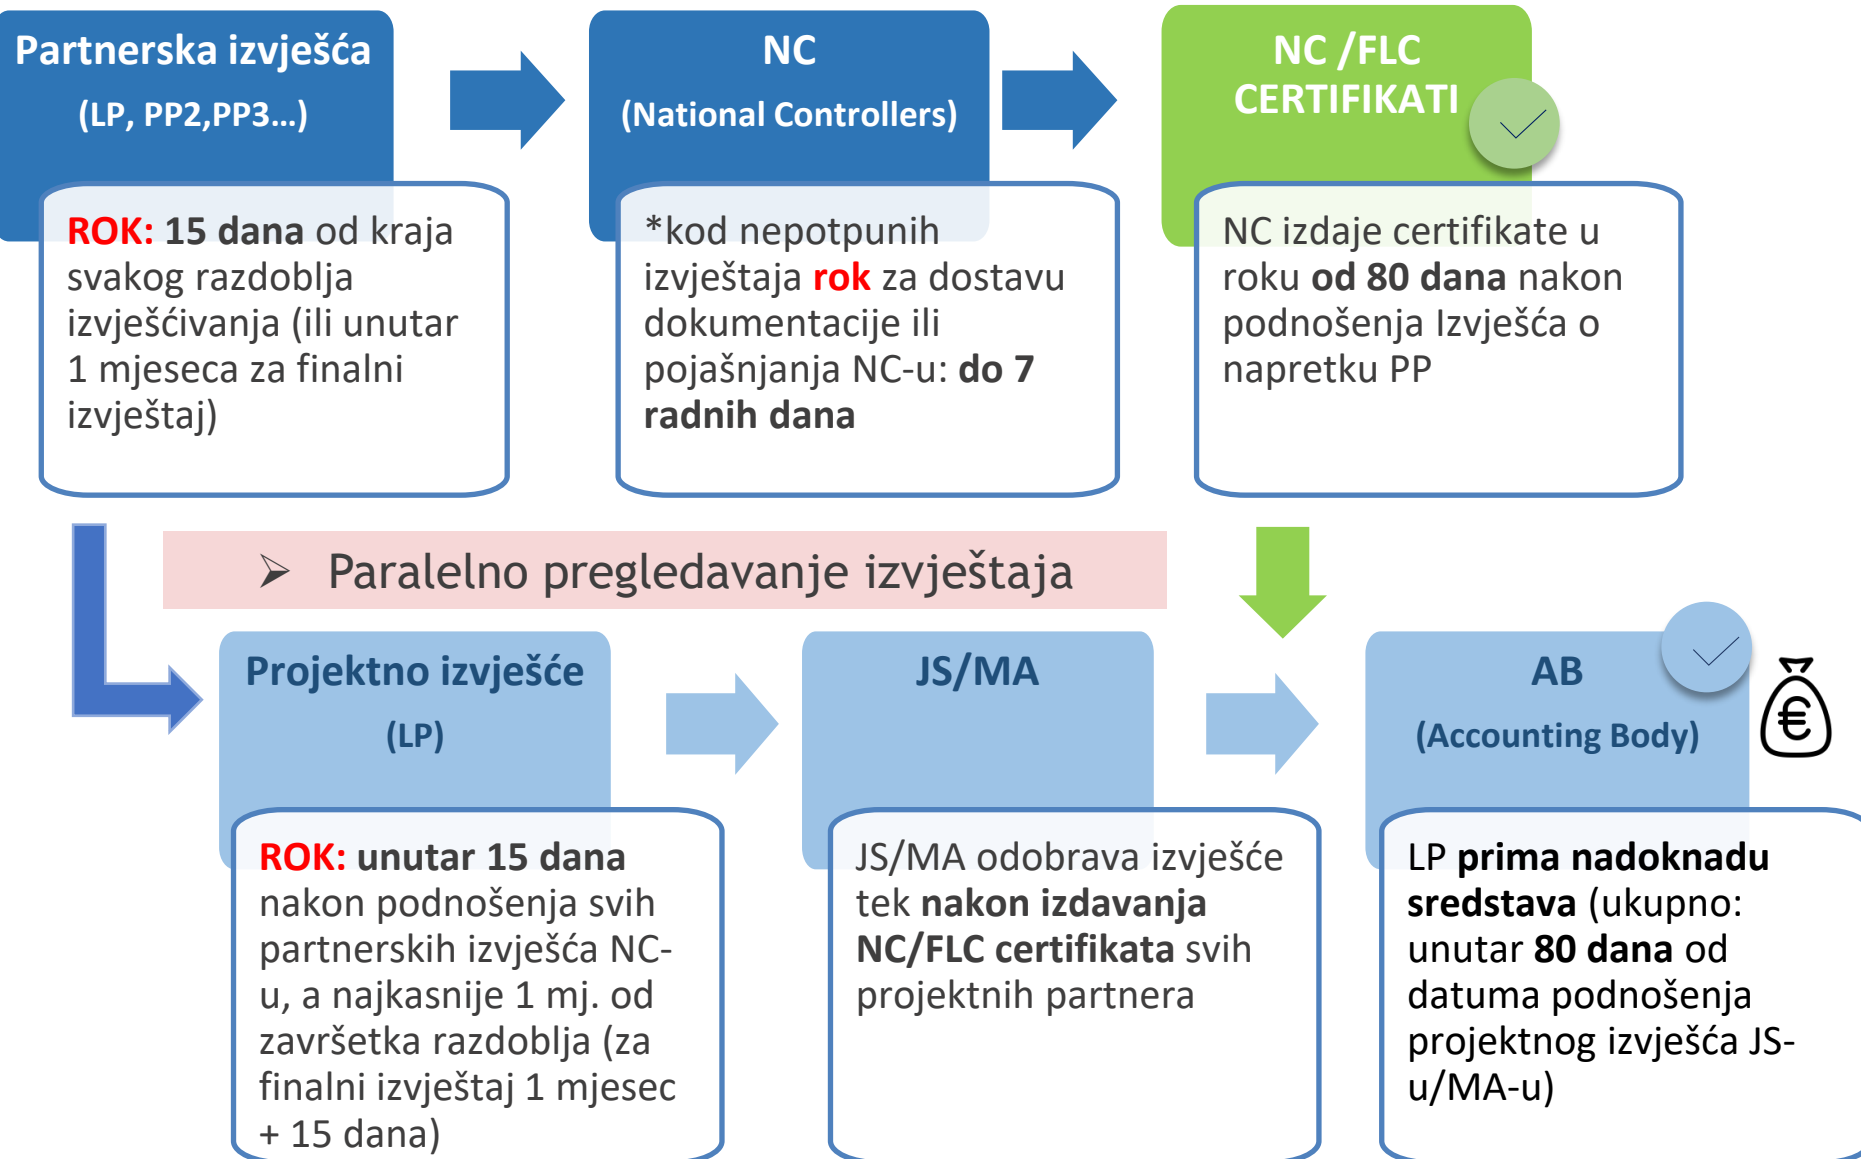 Partnerska izvješća
(LP, PP2,PP3...)
ROK: 15 dana od kraja
svakog razdoblja
izvješćivanja (ili unutar
1 mjeseca za finalni
izvještaj)
NC
(National Controllers)
*kod nepotpunih
izvještaja rok za dostavu
dokumentacije ili
pojašnjanja NC-u: do 7
radnih dana
NC /FLC
CERTIFIKATI
NC izdaje certifikate u
roku od 80 dana nakon
podnošenja Izvješća o
napretku PP
➢ Paralelno pregledavanje izvještaja
Projektno izvješće
(LP)
ROK: unutar 15 dana
nakon podnošenja svih
partnerskih izvješća NC-
u, a najkasnije 1 mj. od
završetka razdoblja (za
finalni izvještaj 1 mjesec
+ 15 dana)
JS/MA
JS/MA odobrava izvješće
tek nakon izdavanja
NC/FLC certifikata svih
projektnih partnera
AB
(Accounting Body)
€
LP prima nadoknadu
sredstava (ukupno:
unutar 80 dana od
datuma podnošenja
projektnog izvješća JS-
u/MA-u)